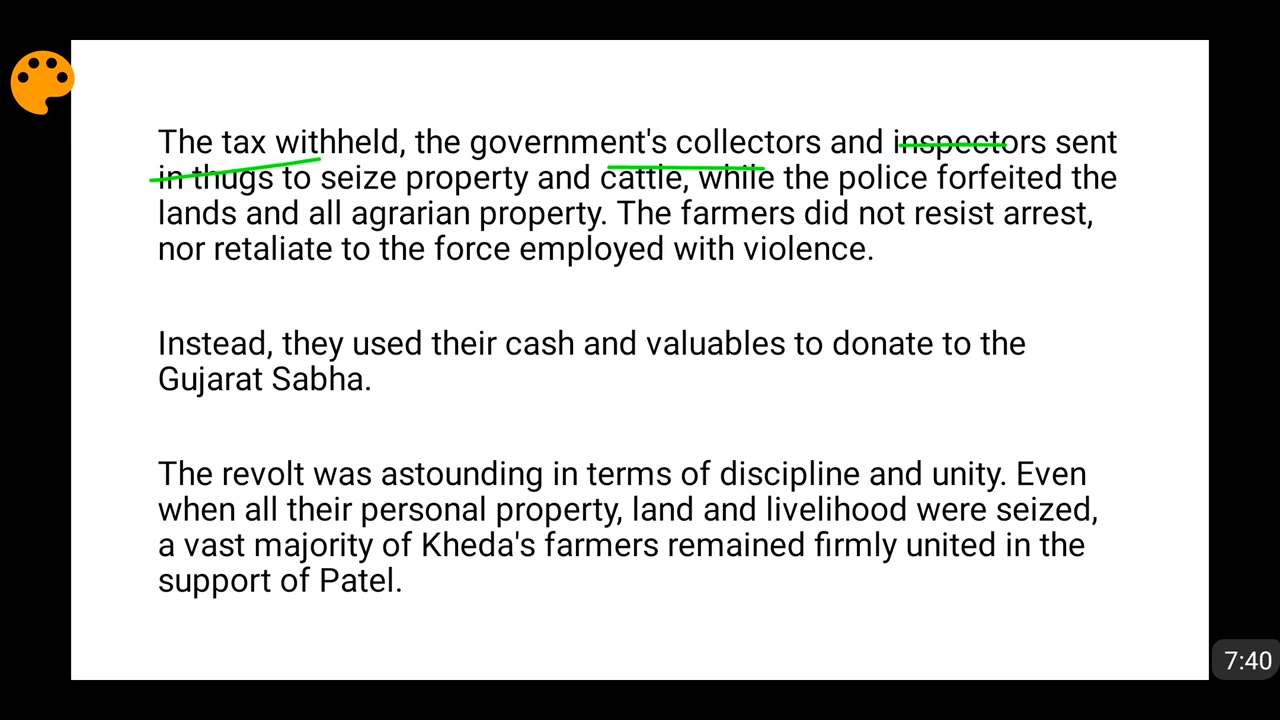 The tax withheld, the government's collectors and inspectors sent
in thugs to seize property and cattle, while the police forfeited the
lands and all agrarian property. The farmers did not resist arrest,
nor retaliate to the force employed with violence.
Instead, they used their cash and valuables to donate to the
Gujarat Sabha.
The revolt was astounding in terms of discipline and unity. Even
when all their personal property, land and livelihood were seized,
a vast majority of Kheda's farmers remained firmly united in the
support of Patel.
7:40